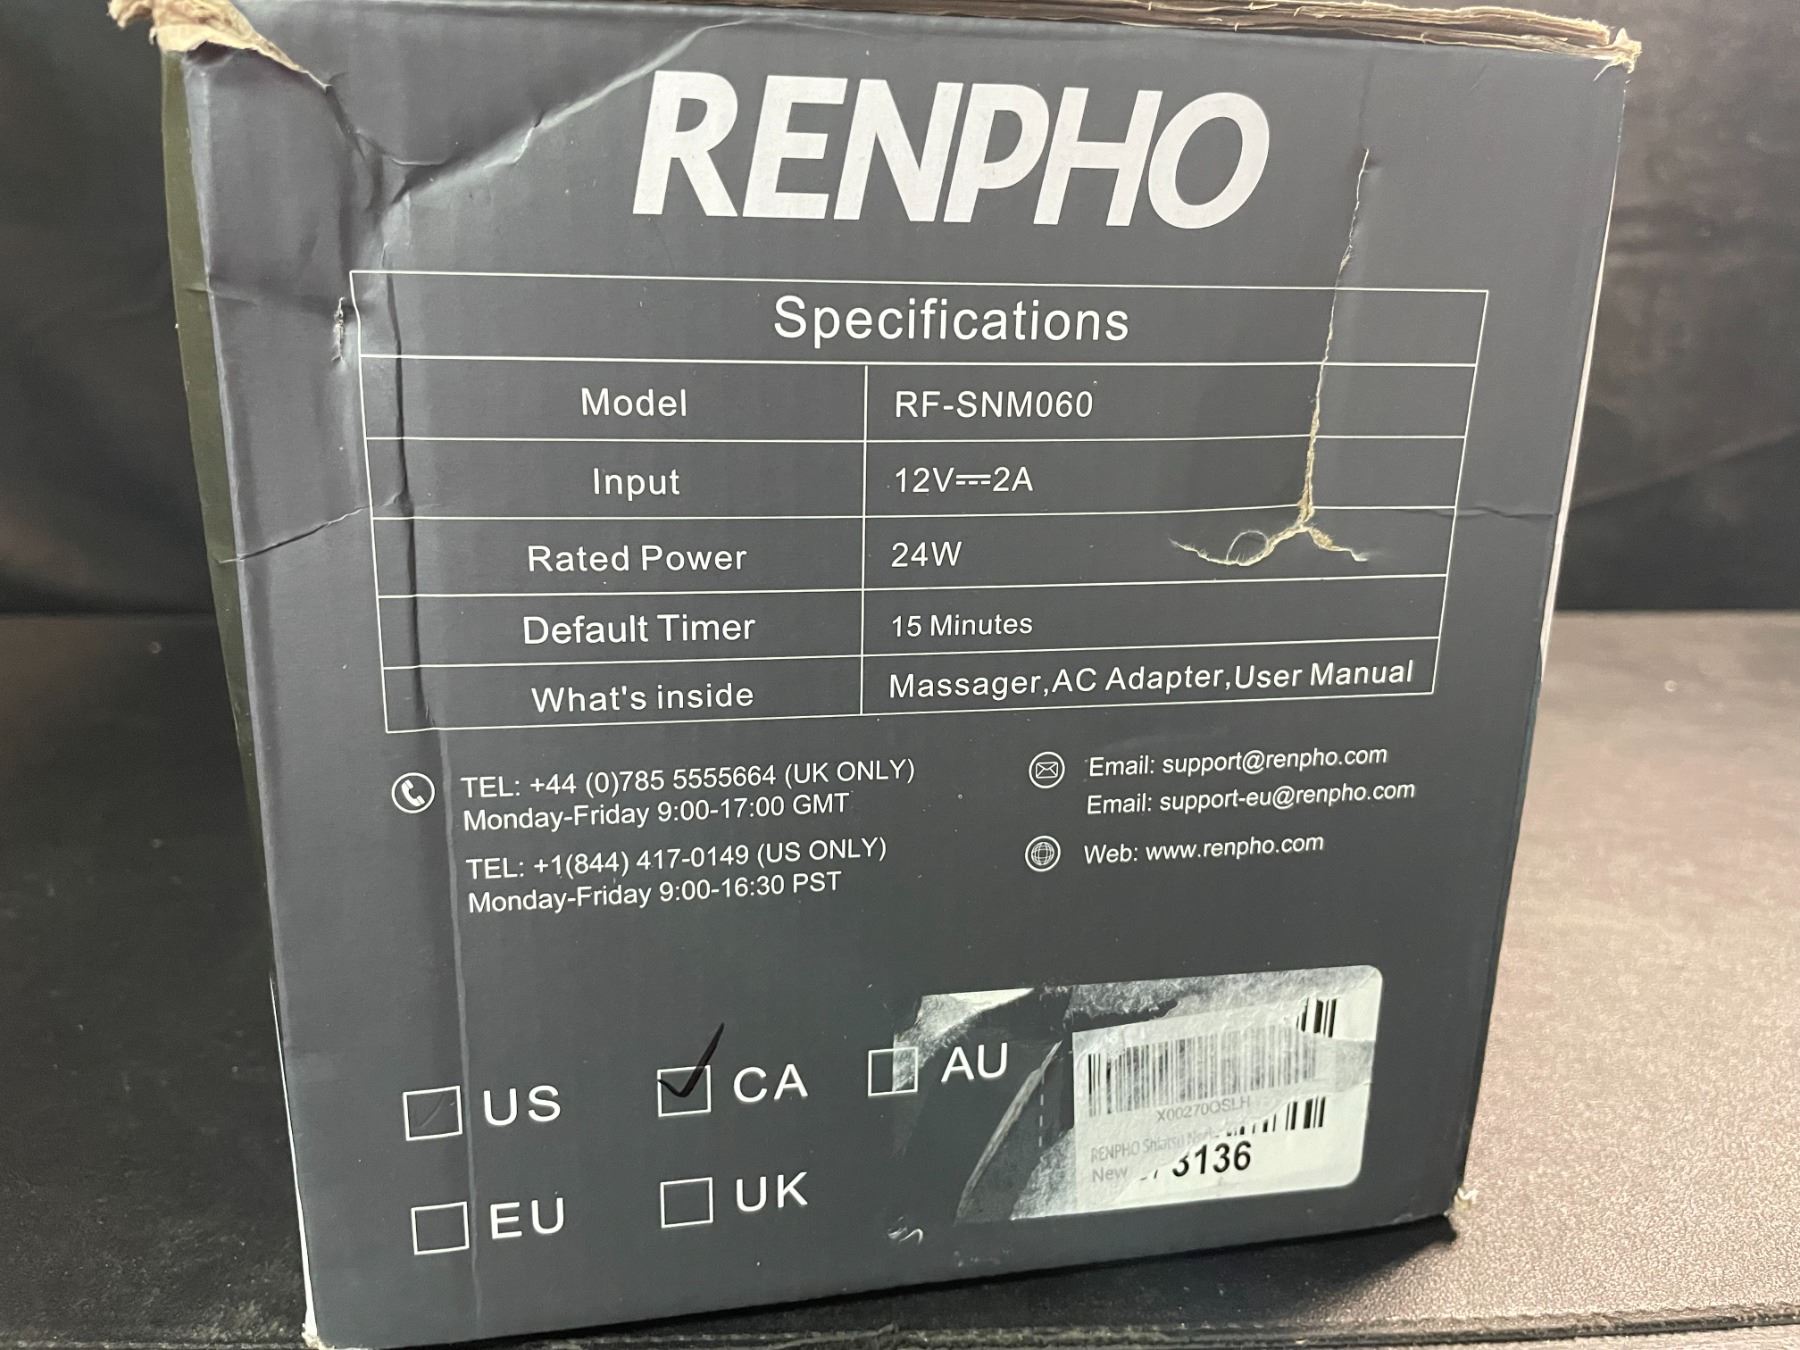 RENPHO
Specifications
Model RF-SNM060
Input 12V⎓2A
Rated Power 24W
Default Timer 15 Minutes
What's inside Massager,AC Adapter,User Manual
TEL: +44 (0)785 5555664 (UK ONLY)
Monday-Friday 9:00-17:00 GMT
TEL: +1(844) 417-0149 (US ONLY)
Monday-Friday 9:00-16:30 PST
Email: support@renpho.com
Email: support-eu@renpho.com
Web: www.renpho.com
US CA AU
EU UK
RENPHO Shiatsu
New 3136